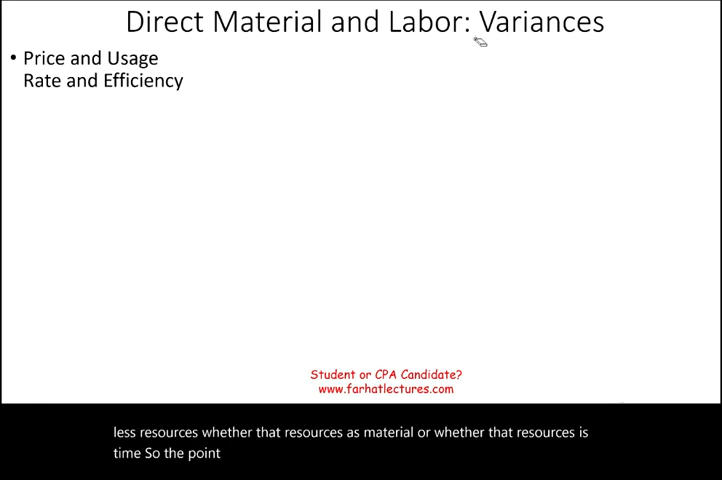 Direct Material and Labor: Variances
• Price and Usage
Rate and Efficiency
Student or CPA Candidate?
www.farhatlectures.com
less resources whether that resources as material or whether that resources is
time So the point